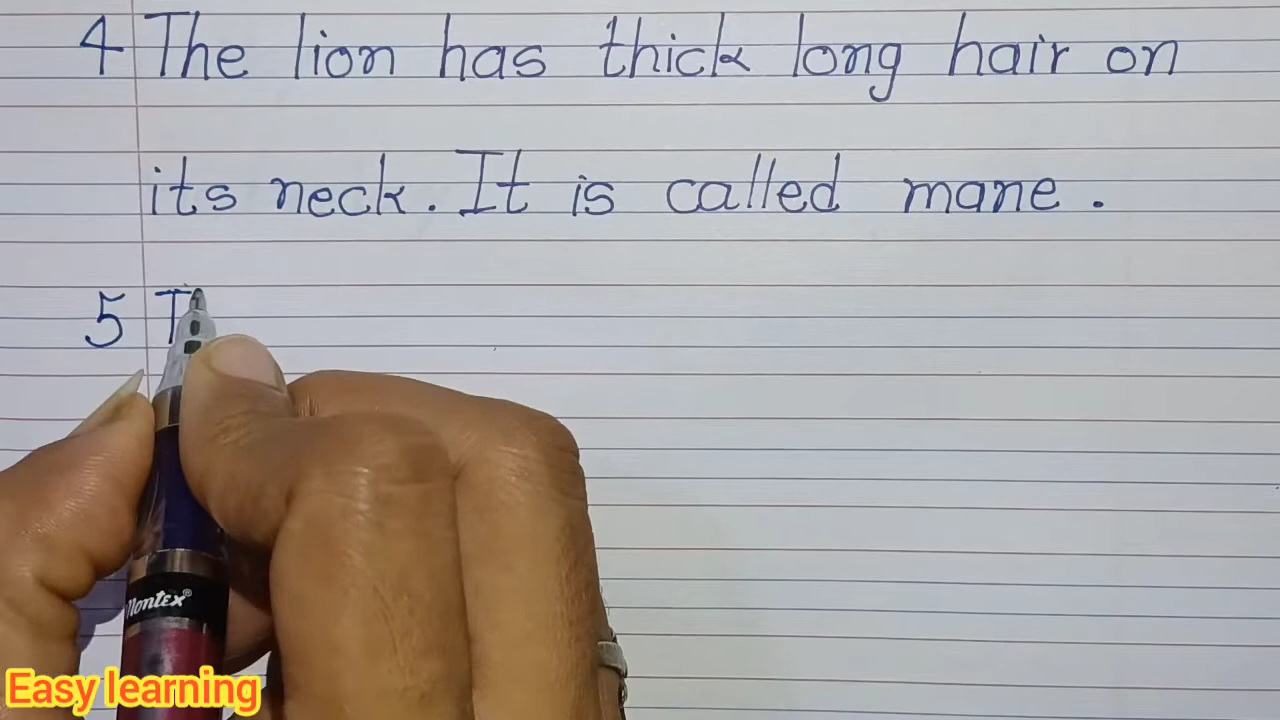 4 The lion has thick long hair on
its neck. It is called mane.
5 T
Montex®
Easy learning